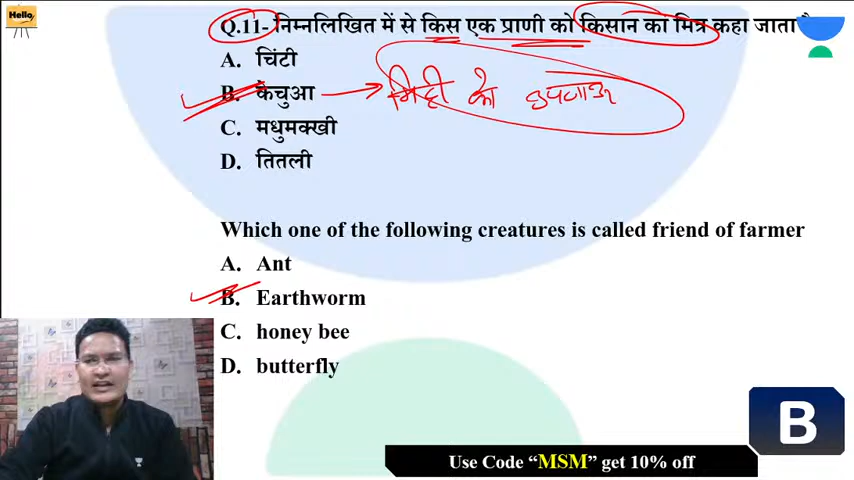 Hello
Q.11- निम्नलिखित में से किस एक प्राणी को किसान का मित्र कहा जाता है
A. चिंटी
B. केचुआ
मिट्टी को उपजाऊ
C. मधुमक्खी
D. तितली
Which one of the following creatures is called friend of farmer
A. Ant
B. Earthworm
C. honey bee
D. butterfly
B
Use Code “MSM” get 10% off